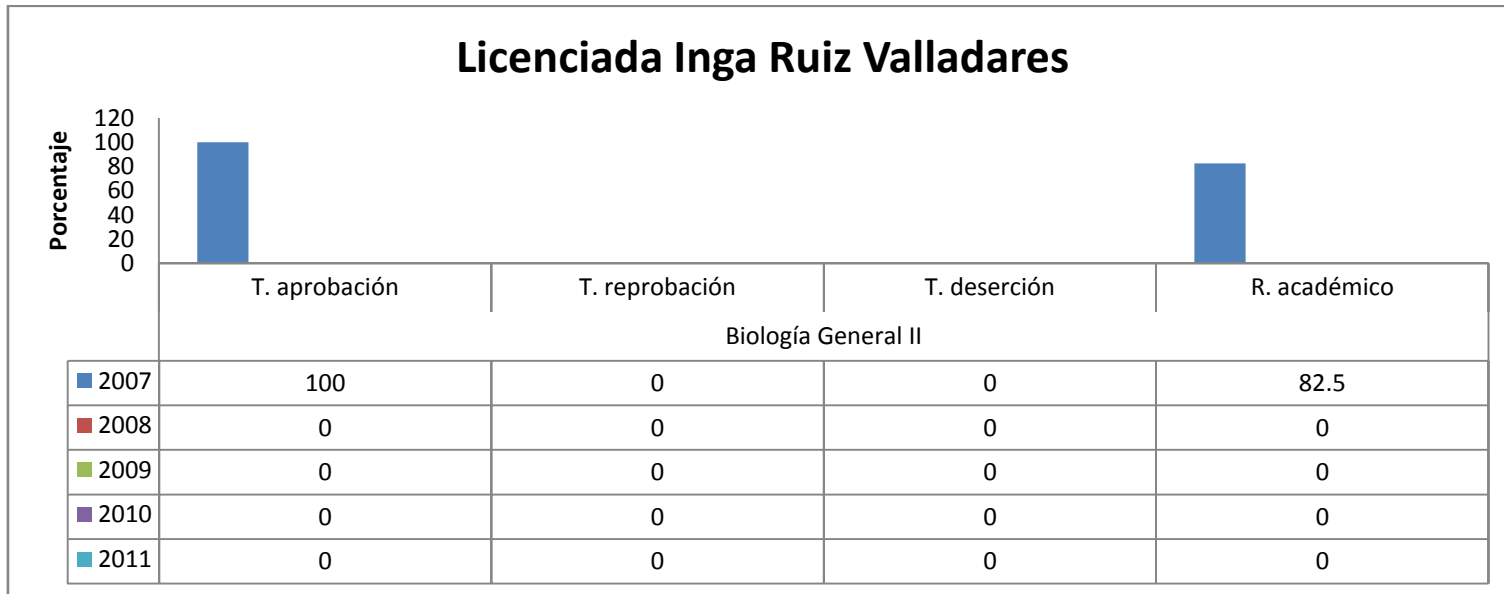 Licenciada Inga Ruiz Valladares
Porcentaje
120
100
80
60
40
20
0
T. aprobación T. reprobación T. deserción R. académico
Biología General II
2007 100 0 0 82.5
2008 0 0 0 0
2009 0 0 0 0
2010 0 0 0 0
2011 0 0 0 0